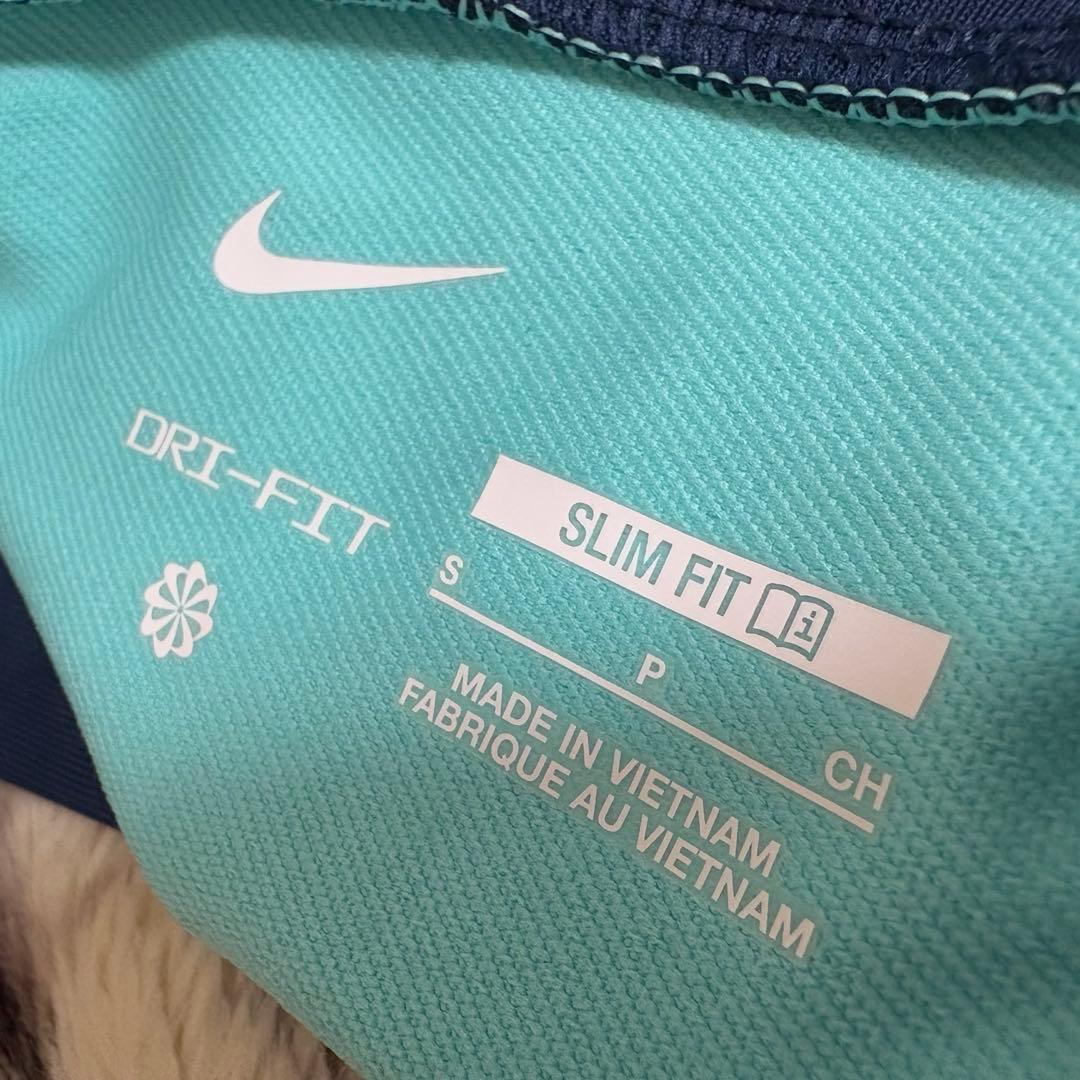 DRI-FIT
SLIM FIT i
S P CH
MADE IN VIETNAM
FABRIQUE AU VIETNAM